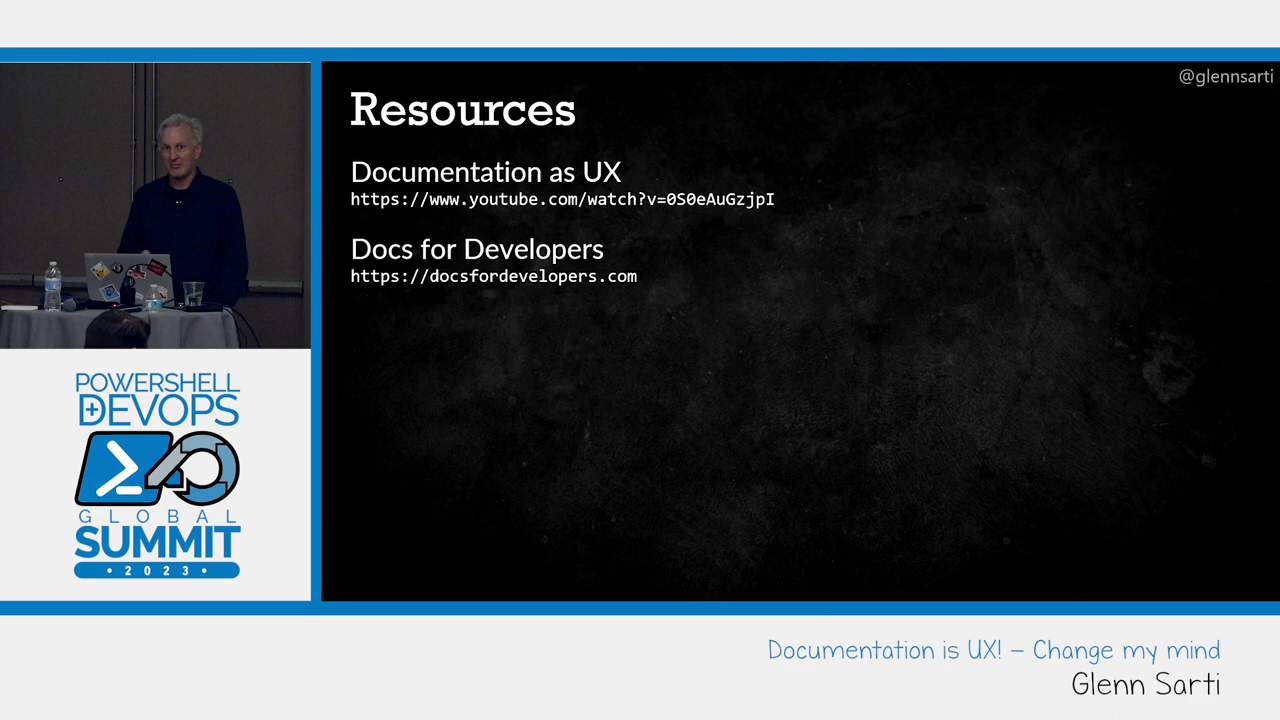 @glennsarti
Resources
Documentation as UX
https://www.youtube.com/watch?v=0S0eAuGzjpI
Docs for Developers
https://docsfordevelopers.com
POWERSHELL
+DEVOPS
GLOBAL
SUMMIT
• 2023 •
Documentation is UX! – Change my mind
Glenn Sarti